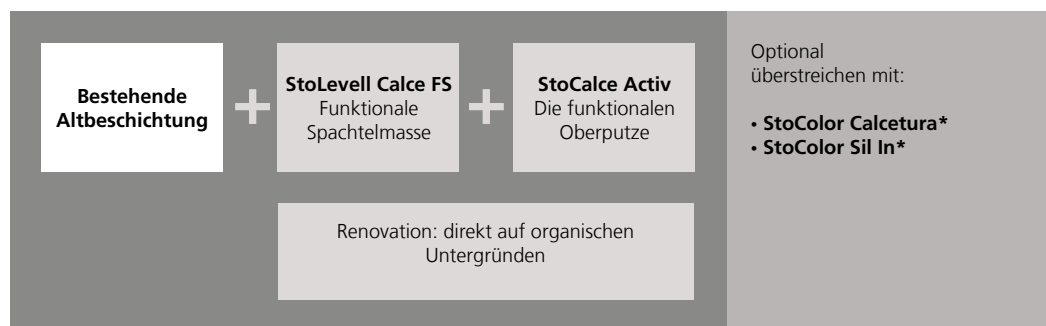 Bestehende
Altbeschichtung
+
StoLevell Calce FS
Funktionale
Spachtelmasse
+
StoCalce Activ
Die funktionalen
Oberputze
Renovation: direkt auf organischen
Untergründen
Optional
überstreichen mit:
• StoColor Calcetura*
• StoColor Sil In*